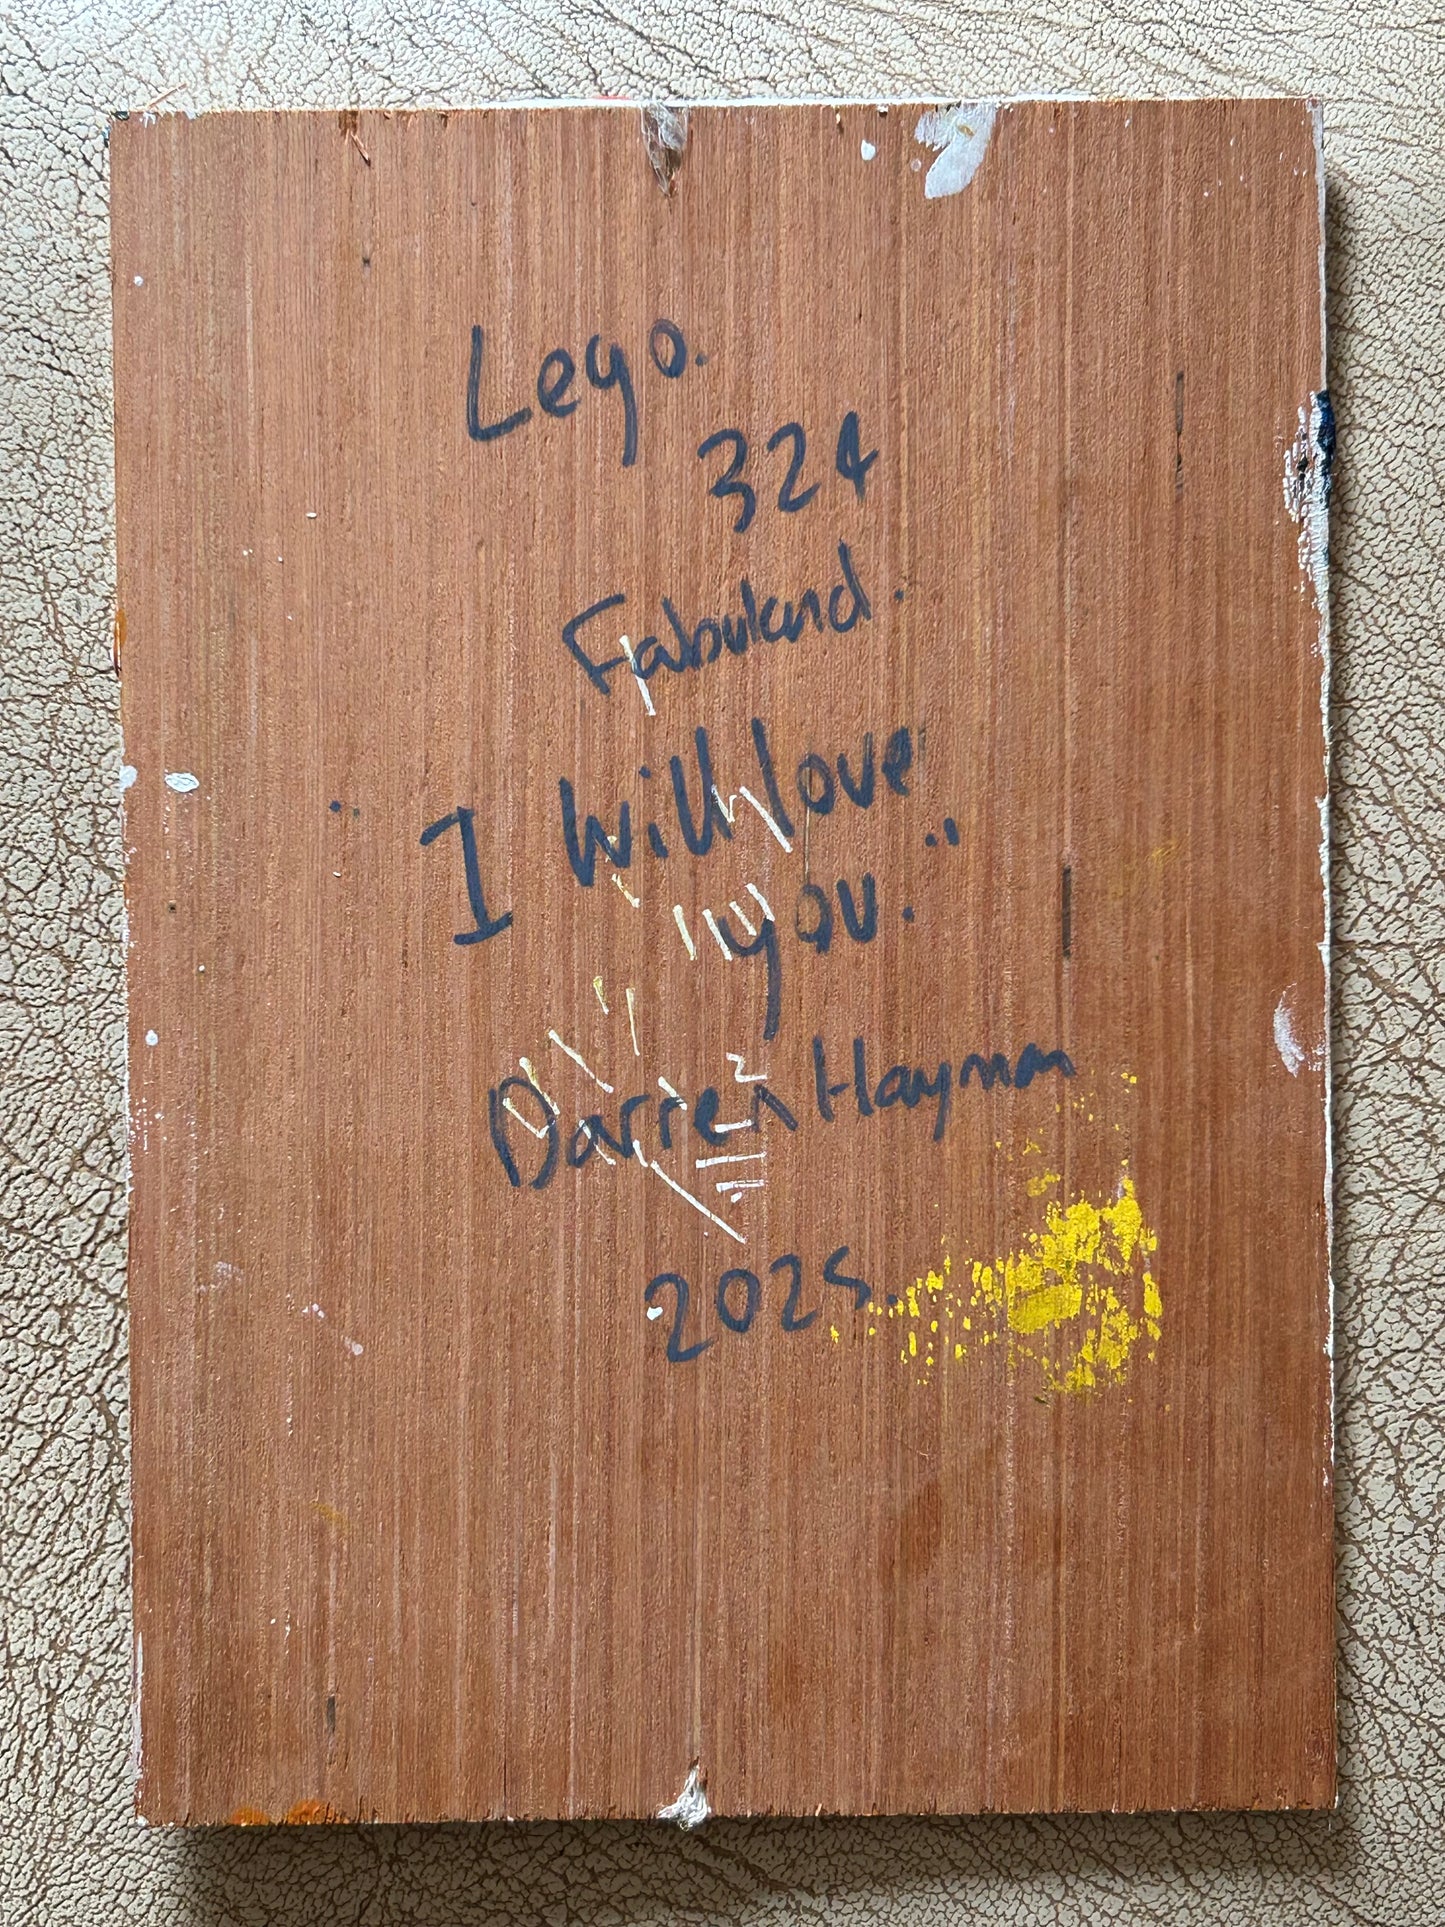 Lego.
324
Fabuland.
" I will love
you."
Darren Hayman
2025.